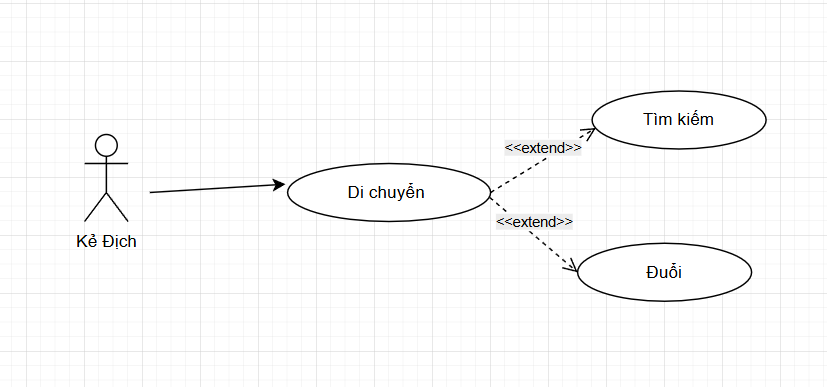 Tìm kiếm
<<extend>>
Di chuyển
<<extend>>
Kẻ Địch
Đuổi